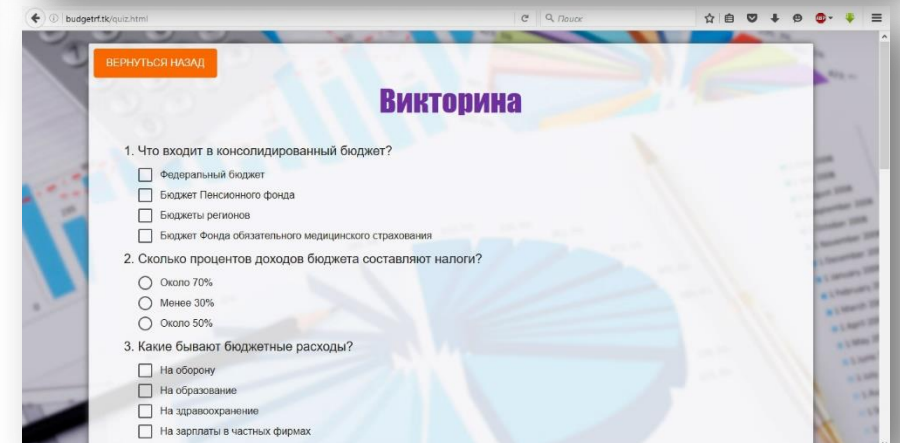 budgetrf.tk/quiz.html
Поиск
ВЕРНУТЬСЯ НАЗАД
Викторина
1. Что входит в консолидированный бюджет?
Федеральный бюджет
Бюджет Пенсионного фонда
Бюджеты регионов
Бюджет Фонда обязательного медицинского страхования
2. Сколько процентов доходов бюджета составляют налоги?
Около 70%
Менее 30%
Около 50%
3. Какие бывают бюджетные расходы?
На оборону
На образование
На здравоохранение
На зарплаты в частных фирмах